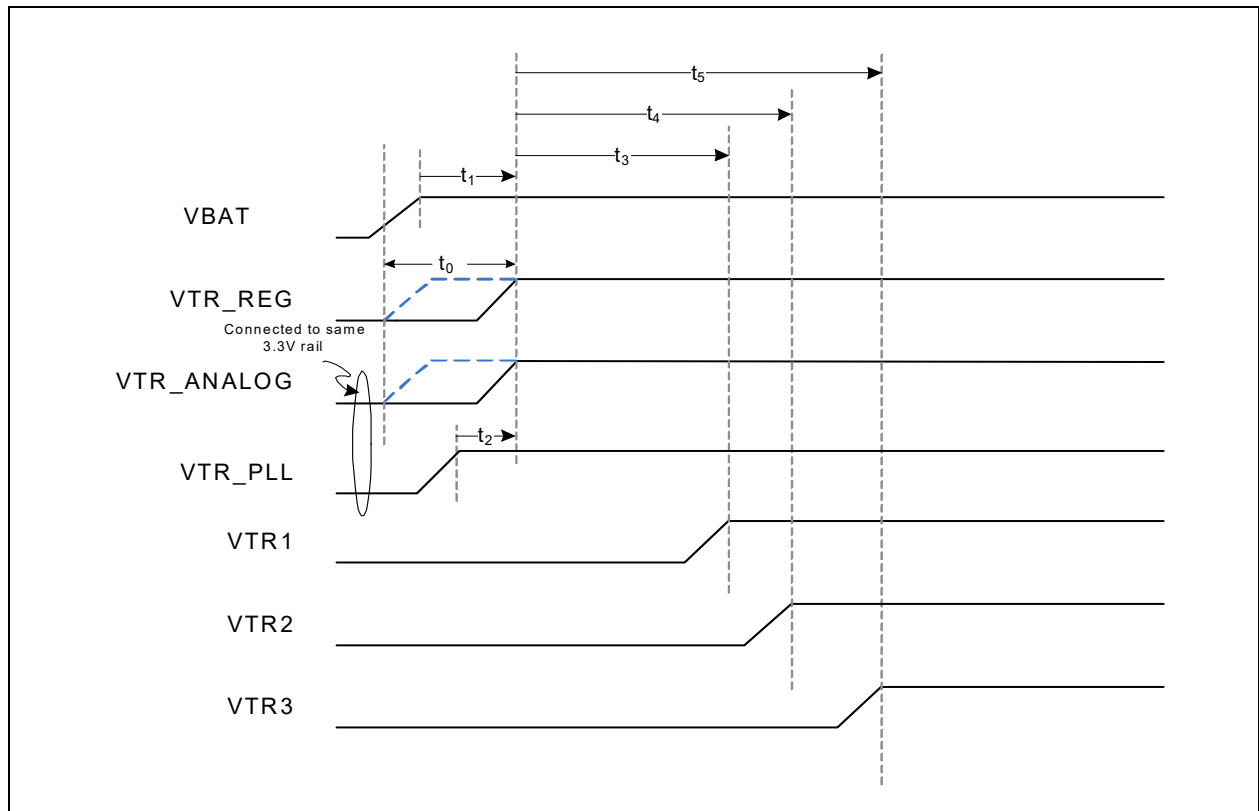 t5
t4
t3
t1
VBAT
t0
VTR_REG
Connected to same
3.3V rail
VTR_ANALOG
t2
VTR_PLL
VTR1
VTR2
VTR3